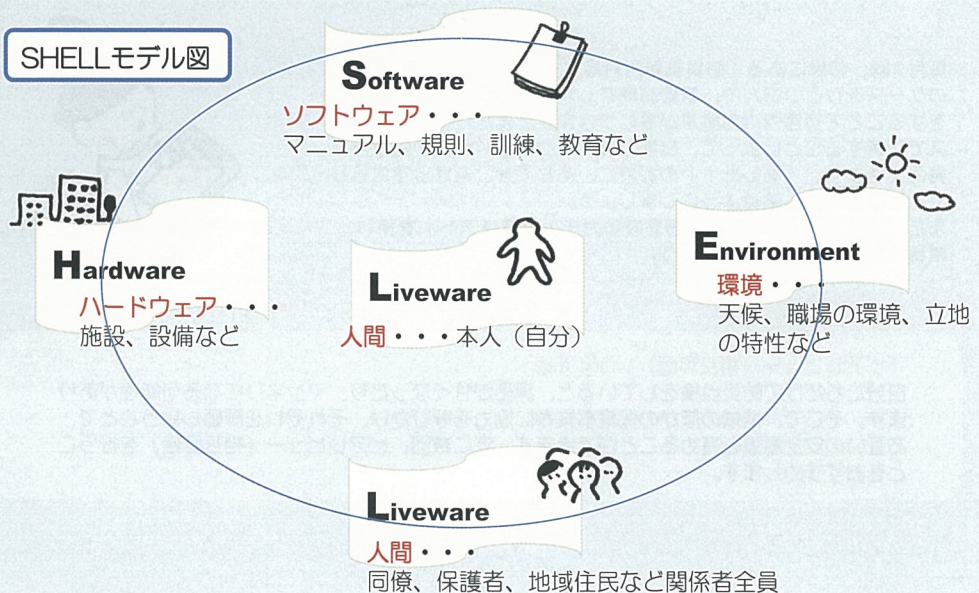 SHELLモデル図
Software
ソフトウェア・・・
マニュアル、規則、訓練、教育など
Hardware
ハードウェア・・・
施設、設備など
Liveware
人間・・・本人（自分）
Environment
環境・・・
天候、職場の環境、立地
の特性など
Liveware
人間・・・
同僚、保護者、地域住民など関係者全員